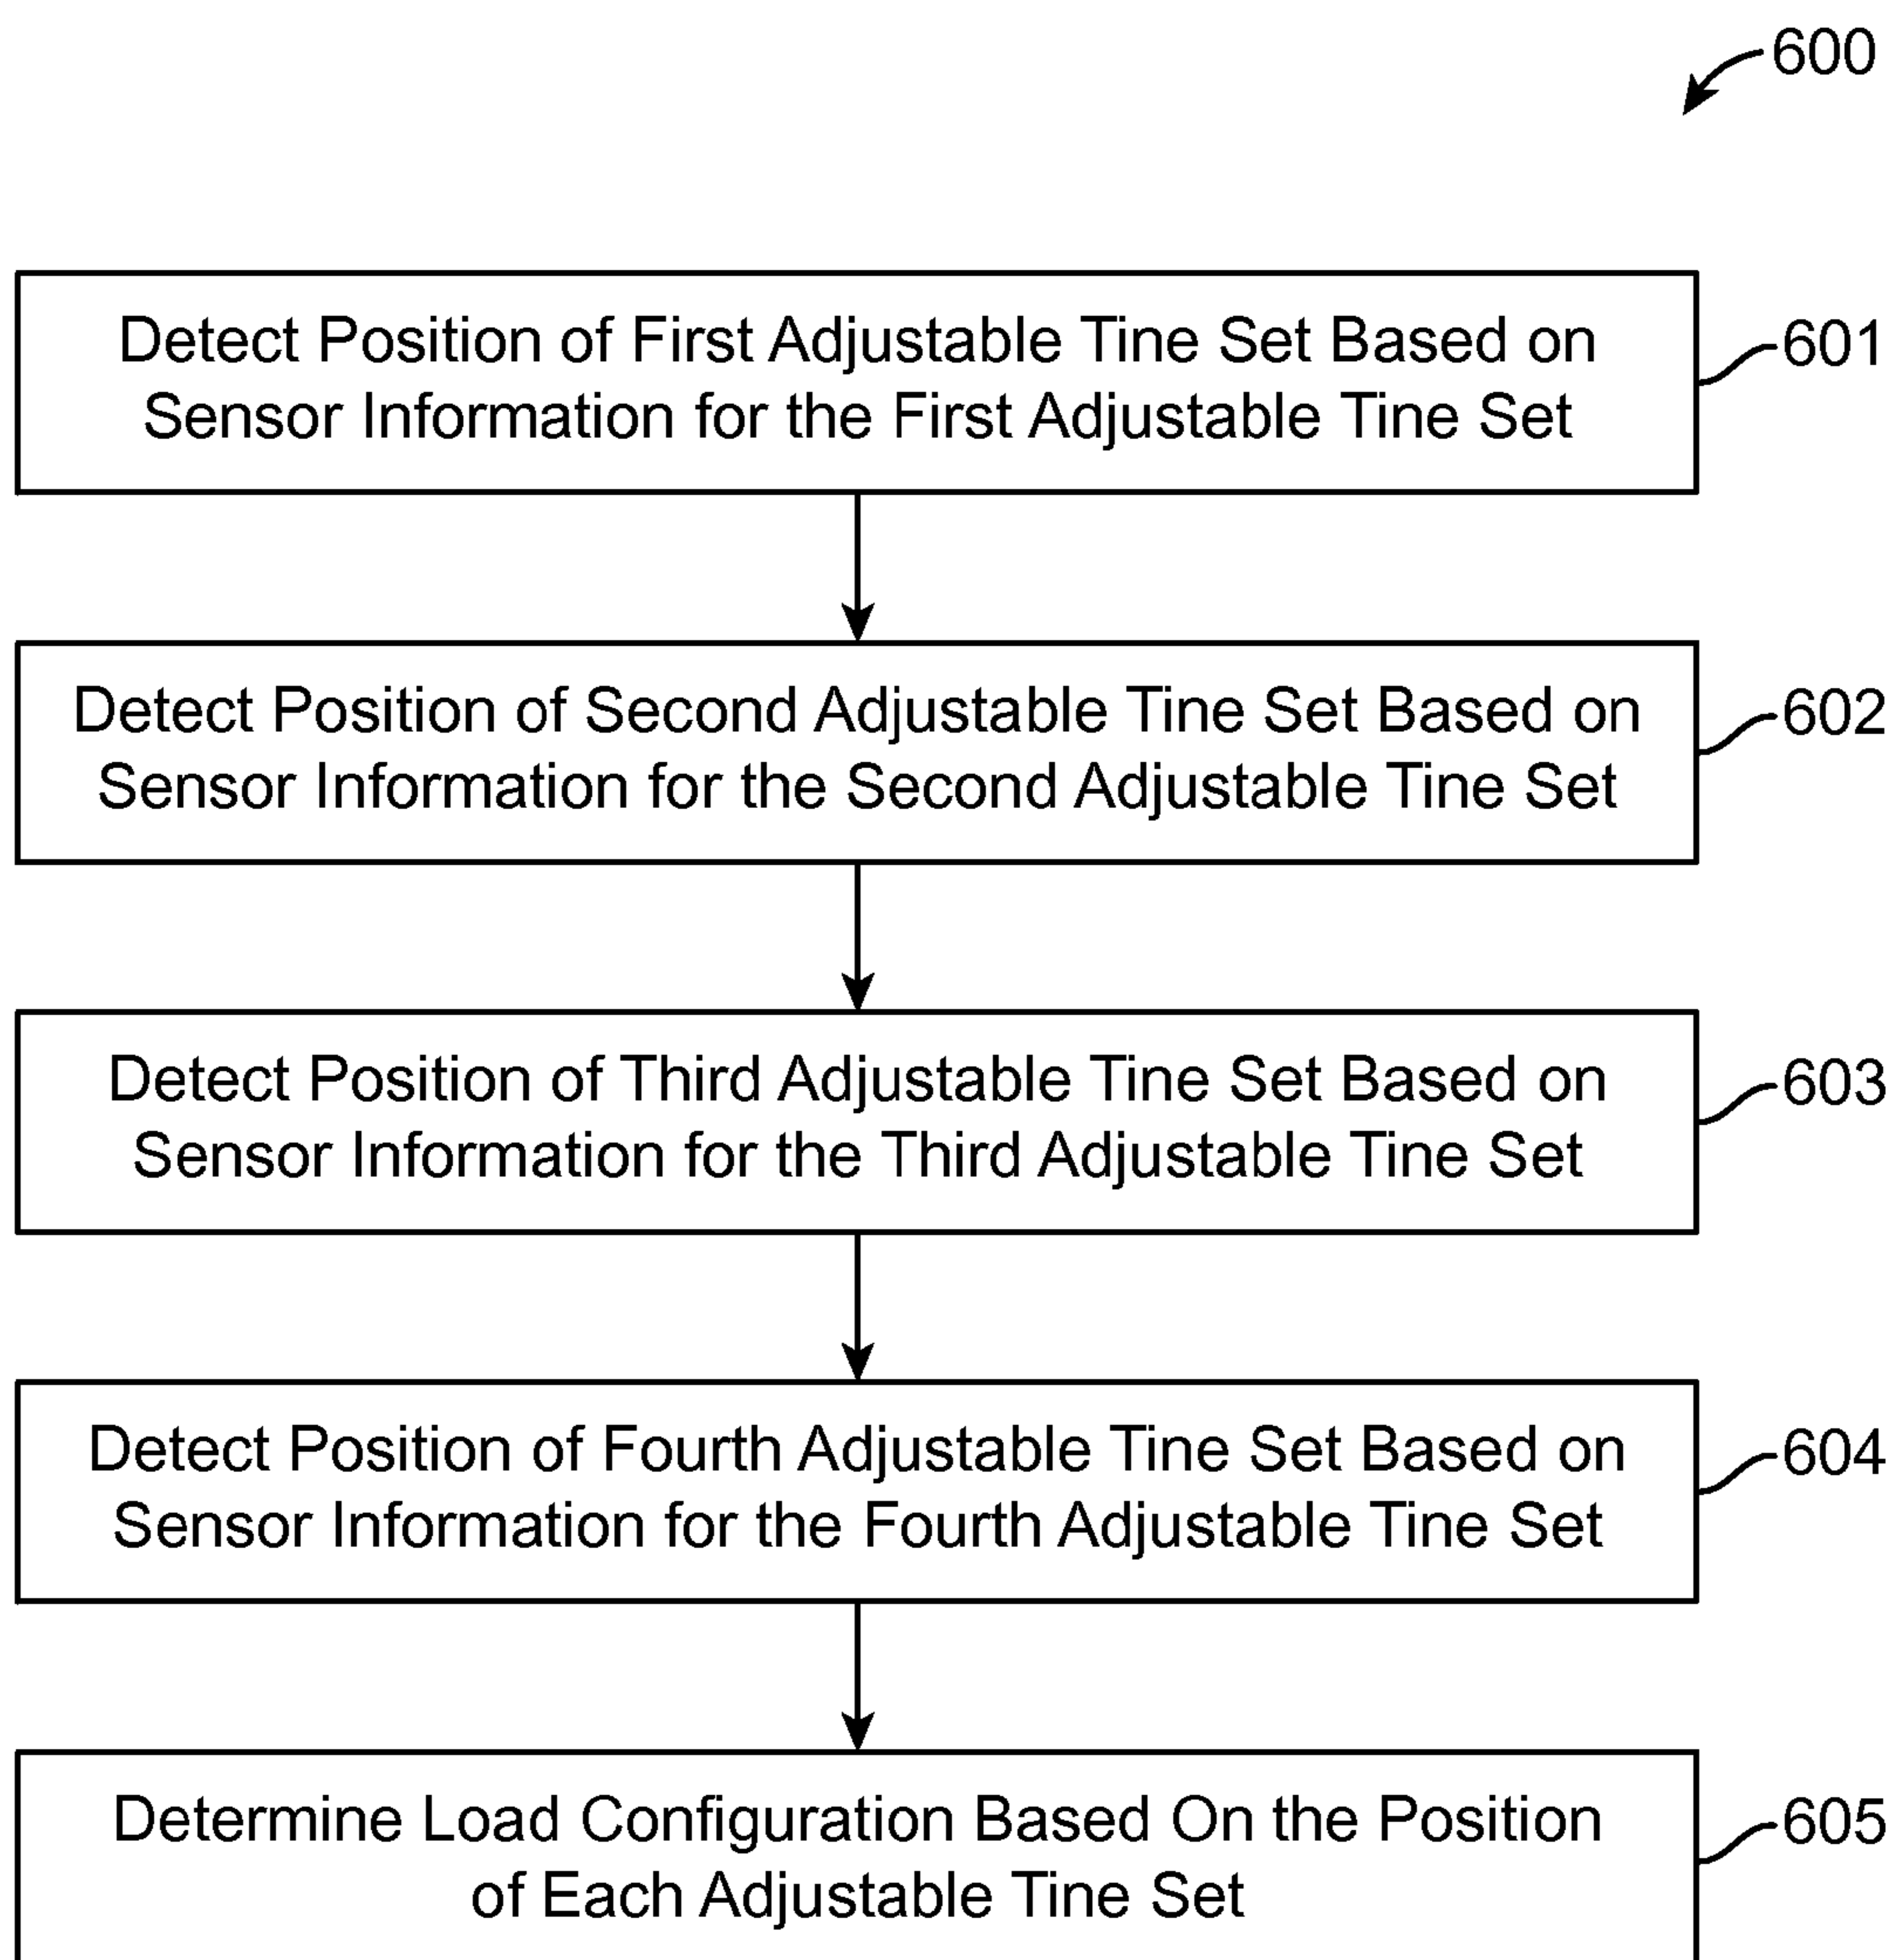 600
Detect Position of First Adjustable Tine Set Based on
Sensor Information for the First Adjustable Tine Set
601
Detect Position of Second Adjustable Tine Set Based on
Sensor Information for the Second Adjustable Tine Set
602
Detect Position of Third Adjustable Tine Set Based on
Sensor Information for the Third Adjustable Tine Set
603
Detect Position of Fourth Adjustable Tine Set Based on
Sensor Information for the Fourth Adjustable Tine Set
604
Determine Load Configuration Based On the Position
of Each Adjustable Tine Set
605